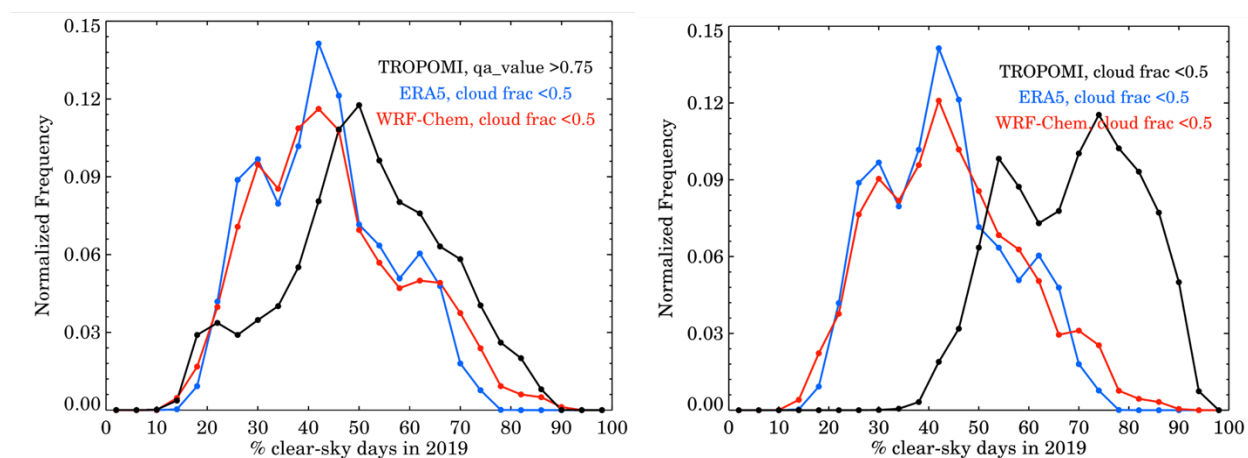 0.15
0.12
0.09
0.06
0.03
0.00
Normalized Frequency
TROPOMI, qa_value >0.75
ERA5, cloud frac <0.5
WRF-Chem, cloud frac <0.5
0 10 20 30 40 50 60 70 80 90 100
% clear-sky days in 2019
0.15
0.12
0.09
0.06
0.03
0.00
Normalized Frequency
TROPOMI, cloud frac <0.5
ERA5, cloud frac <0.5
WRF-Chem, cloud frac <0.5
0 10 20 30 40 50 60 70 80 90 100
% clear-sky days in 2019